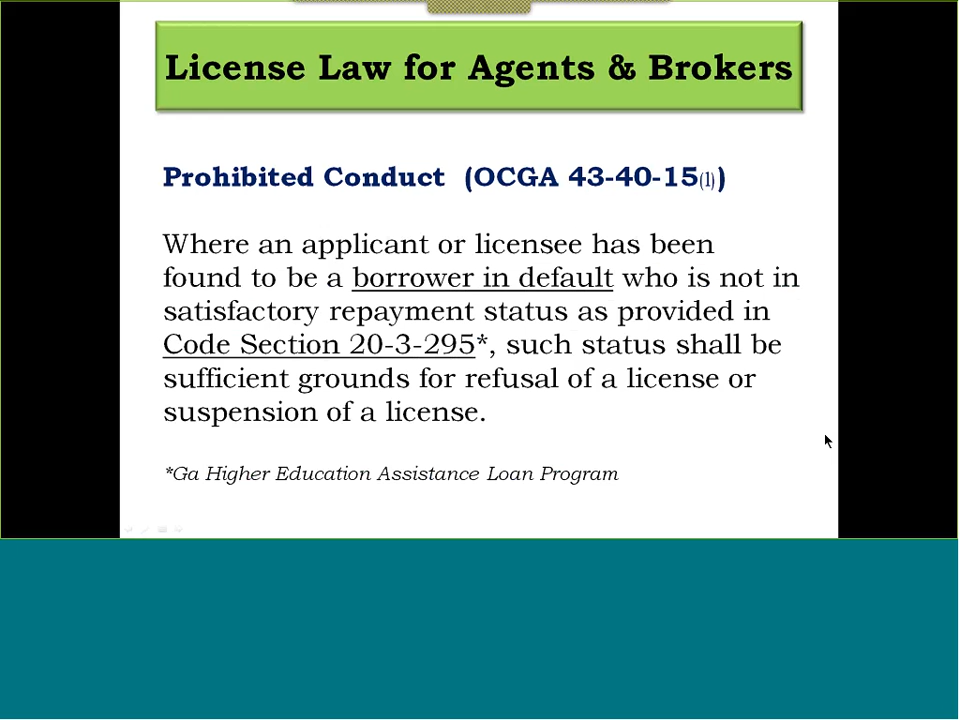 License Law for Agents & Brokers
Prohibited Conduct (OCGA 43-40-15(1))
Where an applicant or licensee has been
found to be a borrower in default who is not in
satisfactory repayment status as provided in
Code Section 20-3-295*, such status shall be
sufficient grounds for refusal of a license or
suspension of a license.
*Ga Higher Education Assistance Loan Program